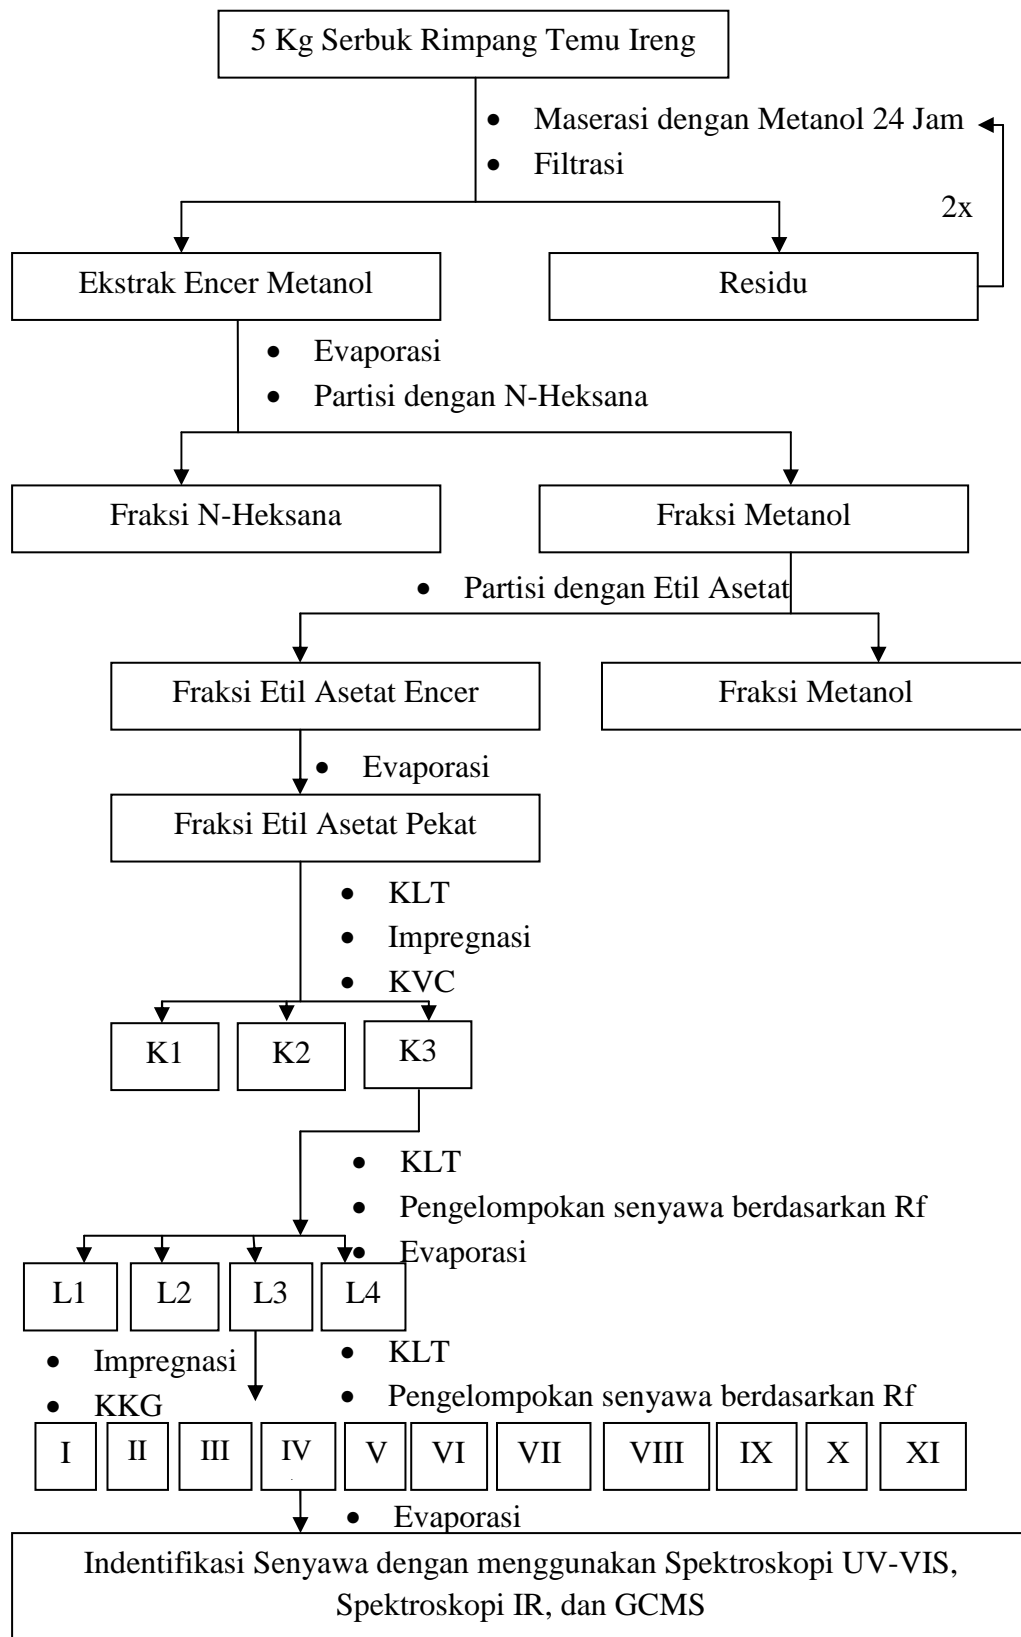 5 Kg Serbuk Rimpang Temu Ireng
• Maserasi dengan Metanol 24 Jam
• Filtrasi
2x
Ekstrak Encer Metanol
Residu
• Evaporasi
• Partisi dengan N-Heksana
Fraksi N-Heksana
Fraksi Metanol
• Partisi dengan Etil Asetat
Fraksi Etil Asetat Encer
Fraksi Metanol
• Evaporasi
Fraksi Etil Asetat Pekat
• KLT
• Impregnasi
• KVC
K1
K2
K3
• KLT
• Pengelompokan senyawa berdasarkan Rf
• Evaporasi
L1
L2
L3
L4
• Impregnasi
• KKG
• KLT
• Pengelompokan senyawa berdasarkan Rf
I
II
III
IV
V
VI
VII
VIII
IX
X
XI
• Evaporasi
Indentifikasi Senyawa dengan menggunakan Spektroskopi UV-VIS,
Spektroskopi IR, dan GCMS